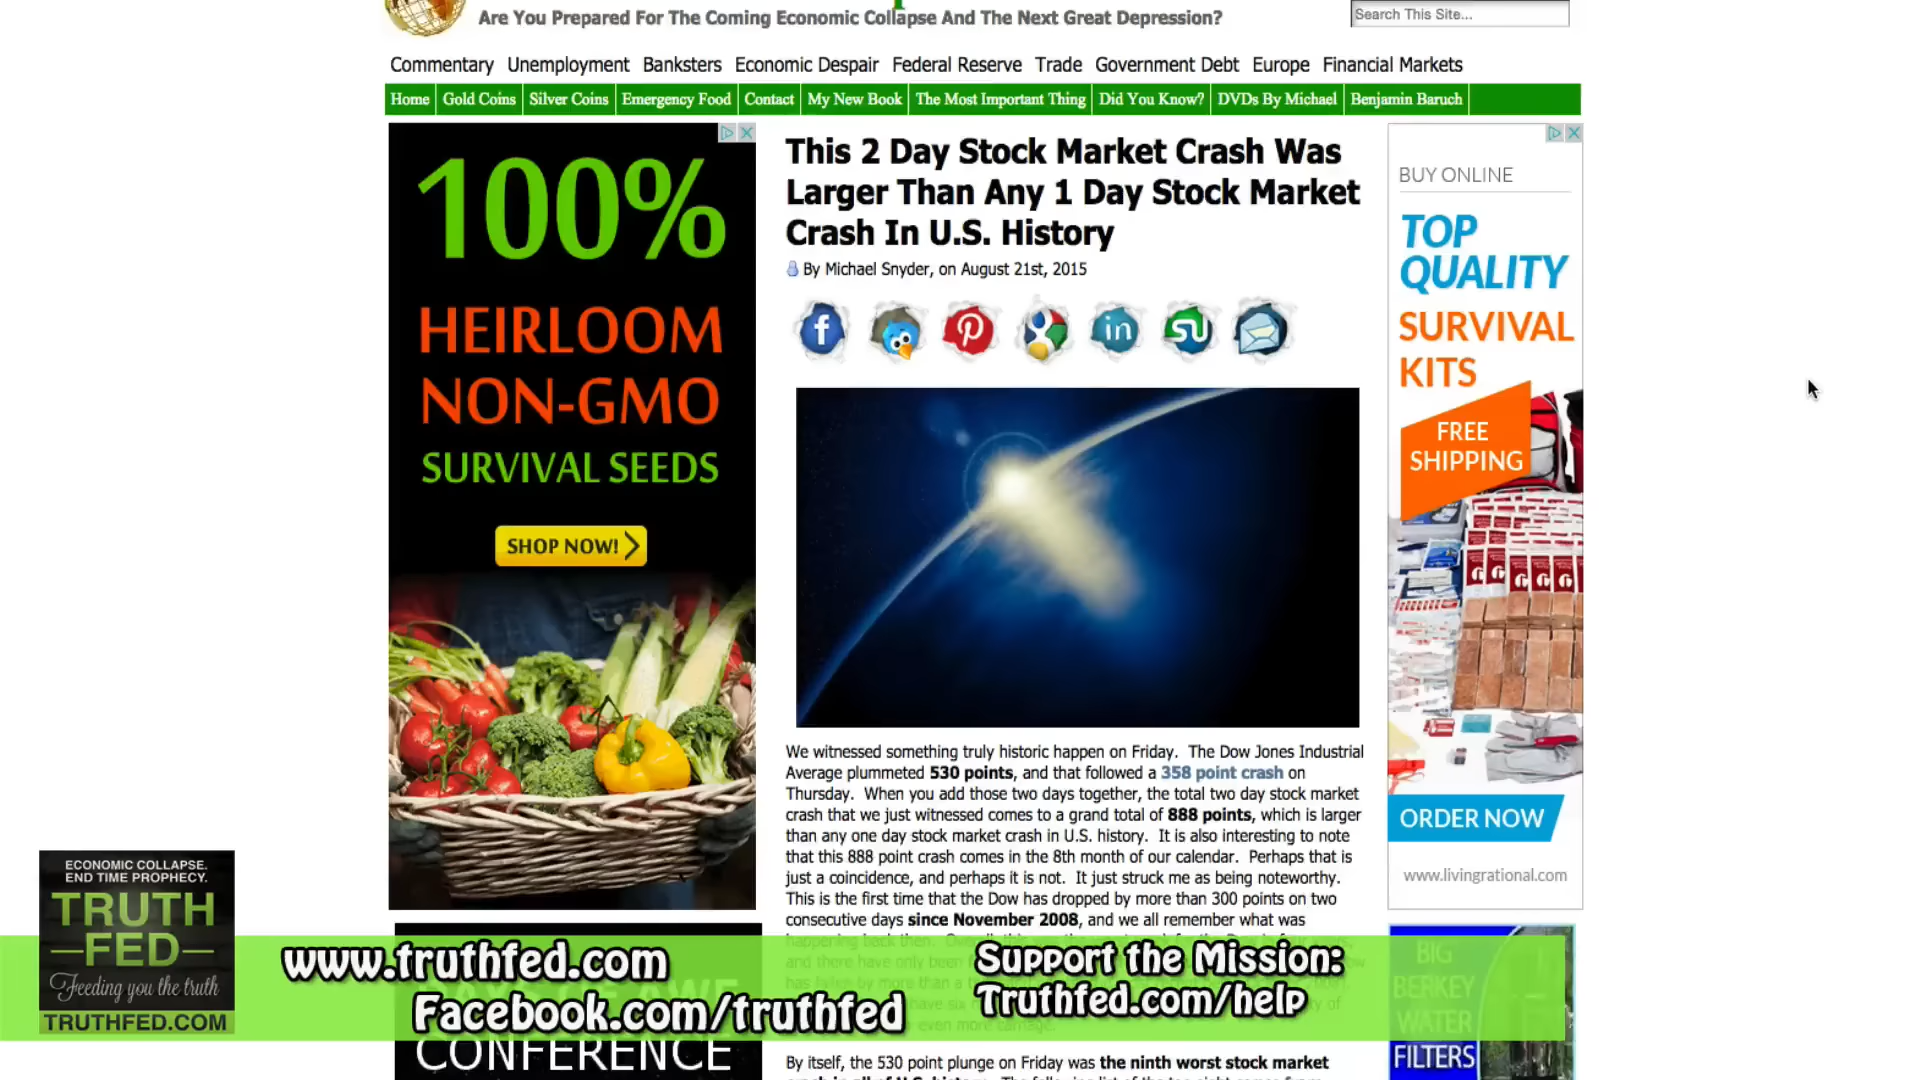 Are You Prepared For The Coming Economic Collapse And The Next Great Depression?
Search This Site...
Commentary Unemployment Banksters Economic Despair Federal Reserve Trade Government Debt Europe Financial Markets
Home Gold Coins Silver Coins Emergency Food Contact My New Book The Most Important Thing Did You Know? DVDs By Michael Benjamin Baruch
100%
HEIRLOOM
NON-GMO
SURVIVAL SEEDS
SHOP NOW!
This 2 Day Stock Market Crash Was
Larger Than Any 1 Day Stock Market
Crash In U.S. History
By Michael Snyder, on August 21st, 2015
We witnessed something truly historic happen on Friday. The Dow Jones Industrial
Average plummeted 530 points, and that followed a 358 point crash on
Thursday. When you add those two days together, the total two day stock market
crash that we just witnessed comes to a grand total of 888 points, which is larger
than any one day stock market crash in U.S. history. It is also interesting to note
that this 888 point crash comes in the 8th month of our calendar. Perhaps that is
just a coincidence, and perhaps it is not. It just struck me as being noteworthy.
This is the first time that the Dow has dropped by more than 300 points on two
consecutive days since November 2008, and we all remember what was
happening back then.
and there have only been
even more carnage.
By itself, the 530 point plunge on Friday was the ninth worst stock market
BUY ONLINE
TOP
QUALITY
SURVIVAL
KITS
FREE
SHIPPING
ORDER NOW
www.livingrational.com
BIG
BERKEY
WATER
FILTERS
CONFERENCE
ECONOMIC COLLAPSE.
END TIME PROPHECY.
TRUTH
FED
Feeding you the truth
TRUTHFED.COM
www.truthfed.com
Facebook.com/truthfed
Support the Mission:
Truthfed.com/help